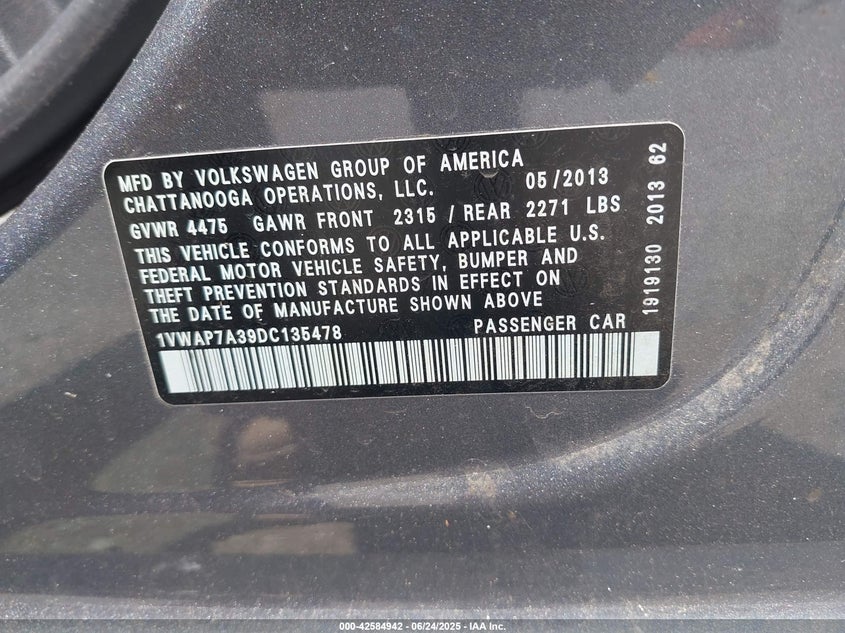 MFD BY VOLKSWAGEN GROUP OF AMERICA
CHATTANOOGA OPERATIONS, LLC. 05/2013
GVWR 4475 GAWR FRONT 2315 / REAR 2271 LBS
THIS VEHICLE CONFORMS TO ALL APPLICABLE U.S.
FEDERAL MOTOR VEHICLE SAFETY, BUMPER AND
THEFT PREVENTION STANDARDS IN EFFECT ON
THE DATE OF MANUFACTURE SHOWN ABOVE
1VWAP7A39DC135478 PASSENGER CAR
1919130 2013 62
000-42584942 - 06/24/2025 - IAA Inc.